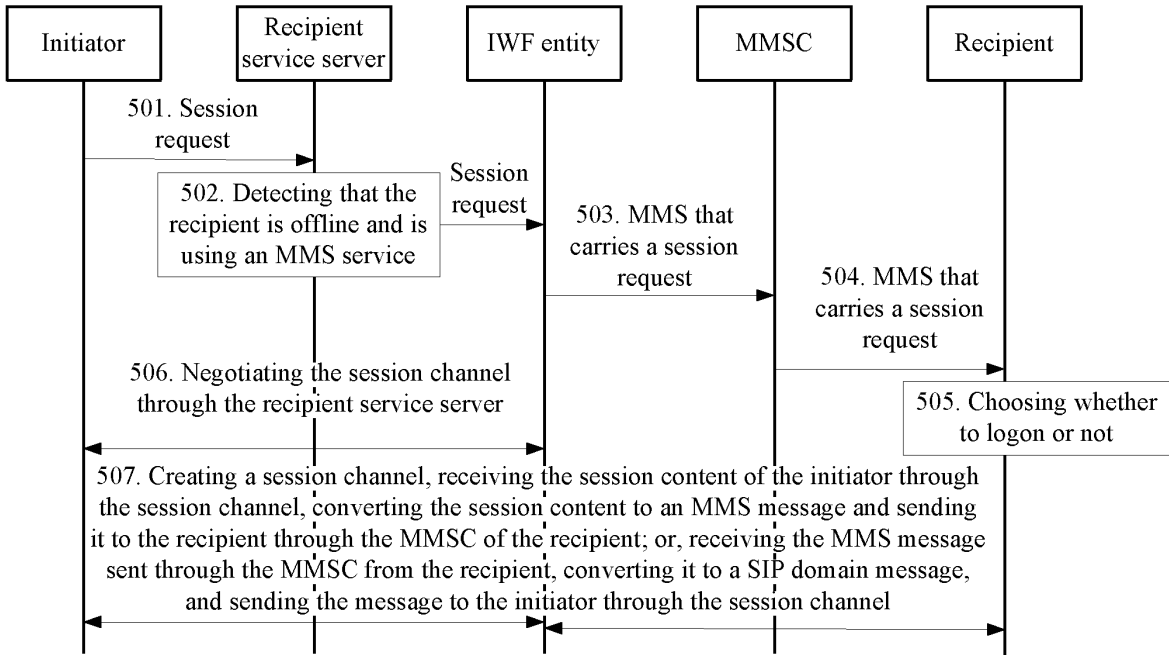 Initiator
Recipient
service server
IWF entity
MMSC
Recipient
501. Session
request
502. Detecting that the
recipient is offline and is
using an MMS service
Session
request
503. MMS that
carries a session
request
504. MMS that
carries a session
request
505. Choosing whether
to logon or not
506. Negotiating the session channel
through the recipient service server
507. Creating a session channel, receiving the session content of the initiator through
the session channel, converting the session content to an MMS message and sending
it to the recipient through the MMSC of the recipient; or, receiving the MMS message
sent through the MMSC from the recipient, converting it to a SIP domain message,
and sending the message to the initiator through the session channel